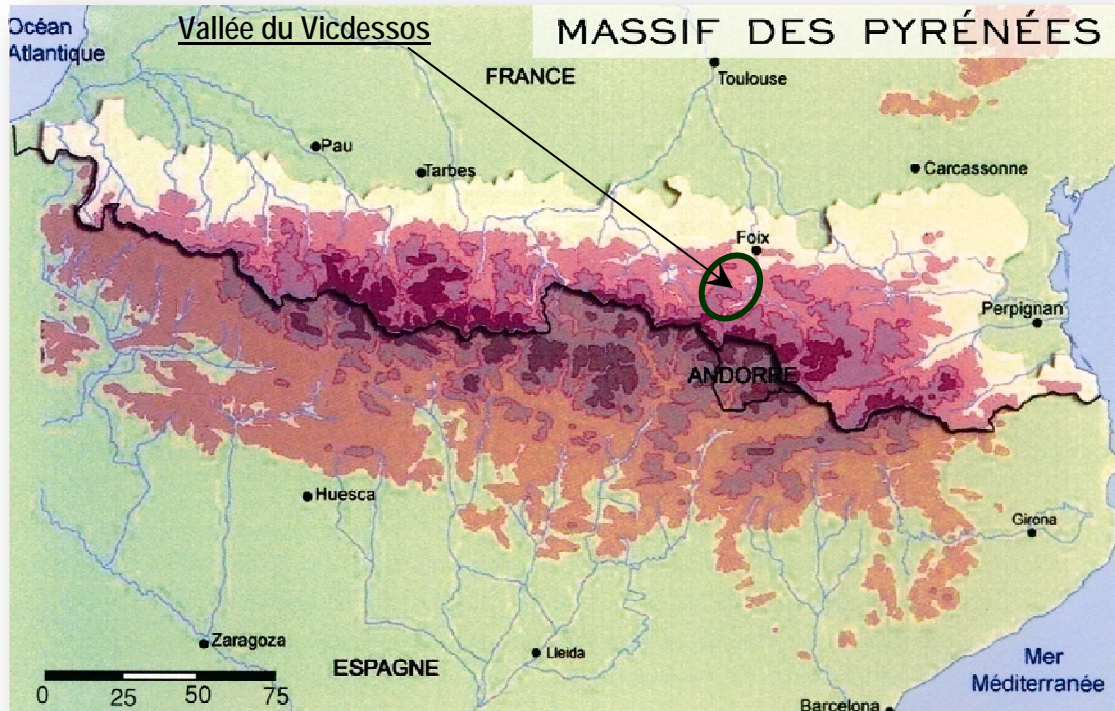 Océan
Atlantique
Vallée du Vicdessos
MASSIF DES PYRÉNÉES
FRANCE
Toulouse
Pau
Tarbes
Carcassonne
Foix
Perpignan
ANDORRE
Huesca
Girona
Zaragoza
ESPAGNE
Lleida
Mer
Méditerranée
Barcelona
0 25 50 75